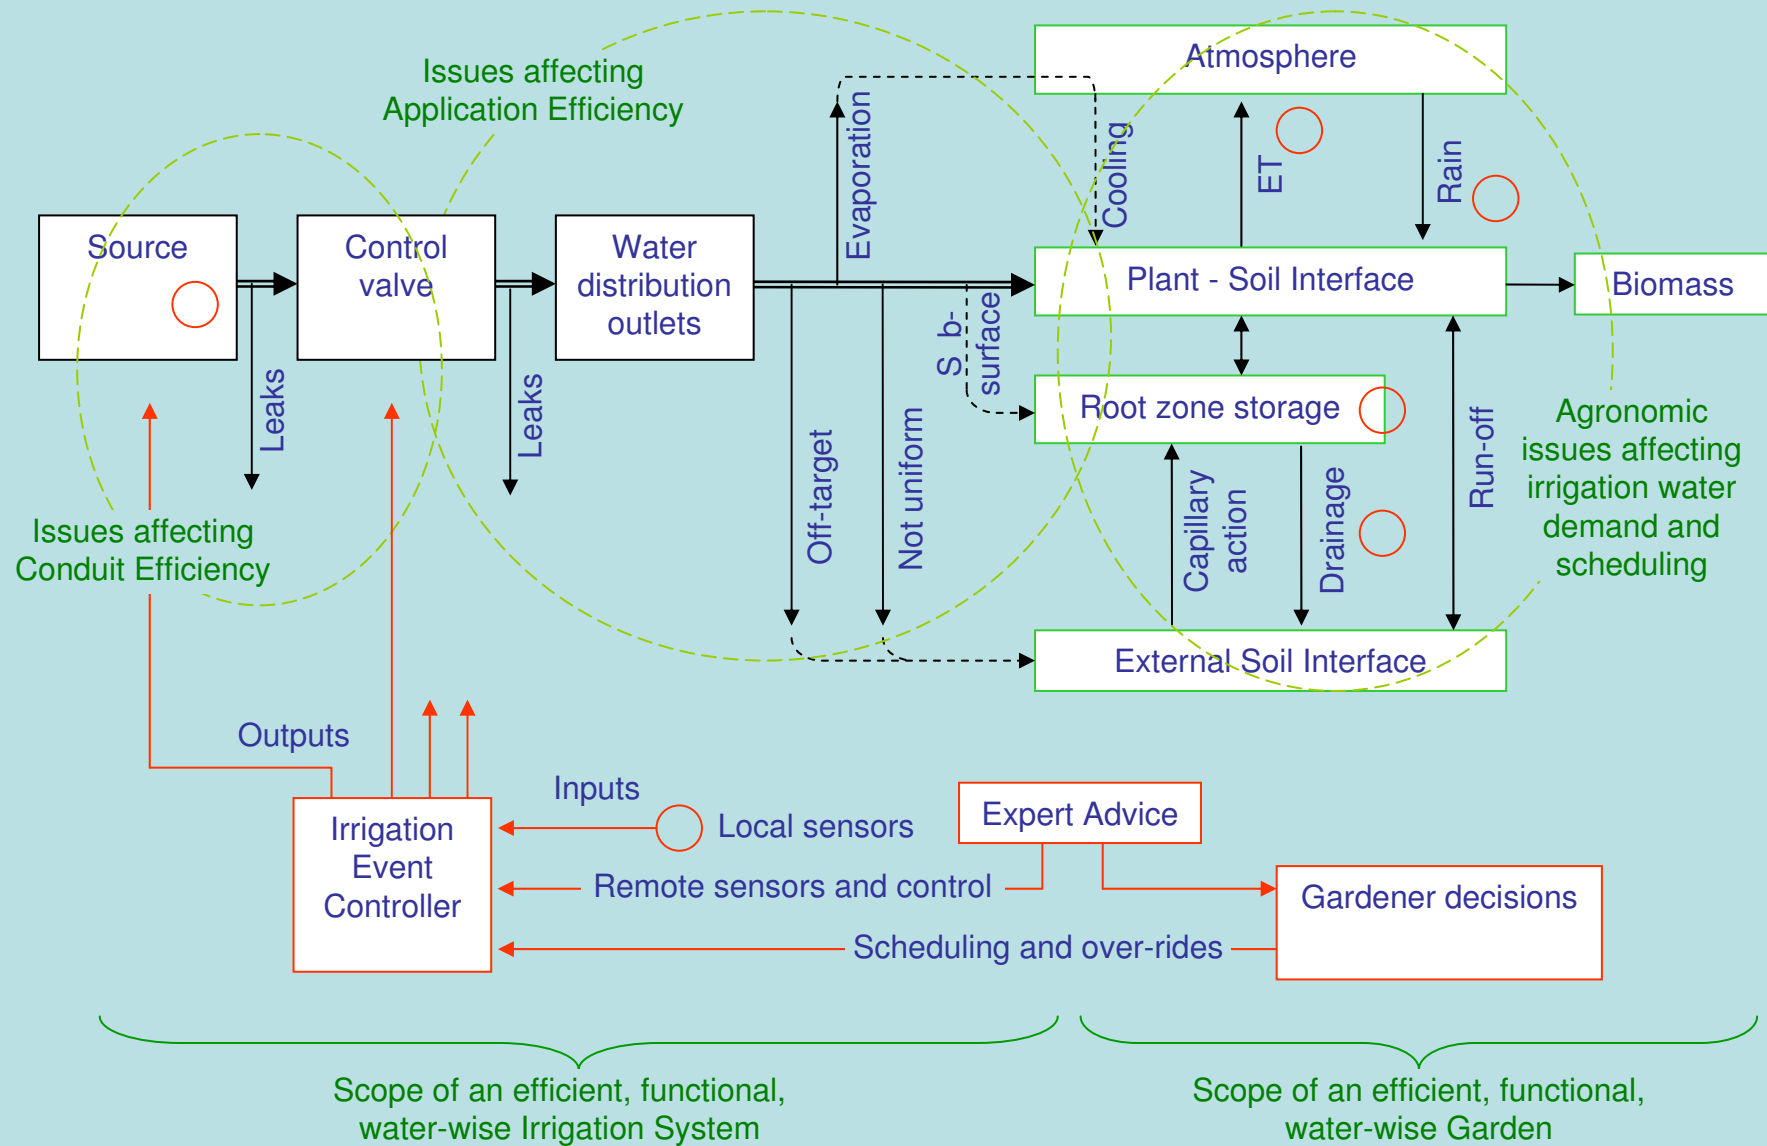 Issues affecting
Application Efficiency
Atmosphere
Evaporation
Cooling
ET
Rain
Source
Control
valve
Water
distribution
outlets
Plant - Soil Interface
Biomass
Leaks
Leaks
S b-
surface
Root zone storage
Off-target
Not uniform
Capillary
action
Drainage
Run-off
Agronomic
issues affecting
irrigation water
demand and
scheduling
Issues affecting
Conduit Efficiency
External Soil Interface
Outputs
Inputs
Irrigation
Event
Controller
Local sensors
Expert Advice
Remote sensors and control
Gardener decisions
Scheduling and over-rides
Scope of an efficient, functional,
water-wise Irrigation System
Scope of an efficient, functional,
water-wise Garden